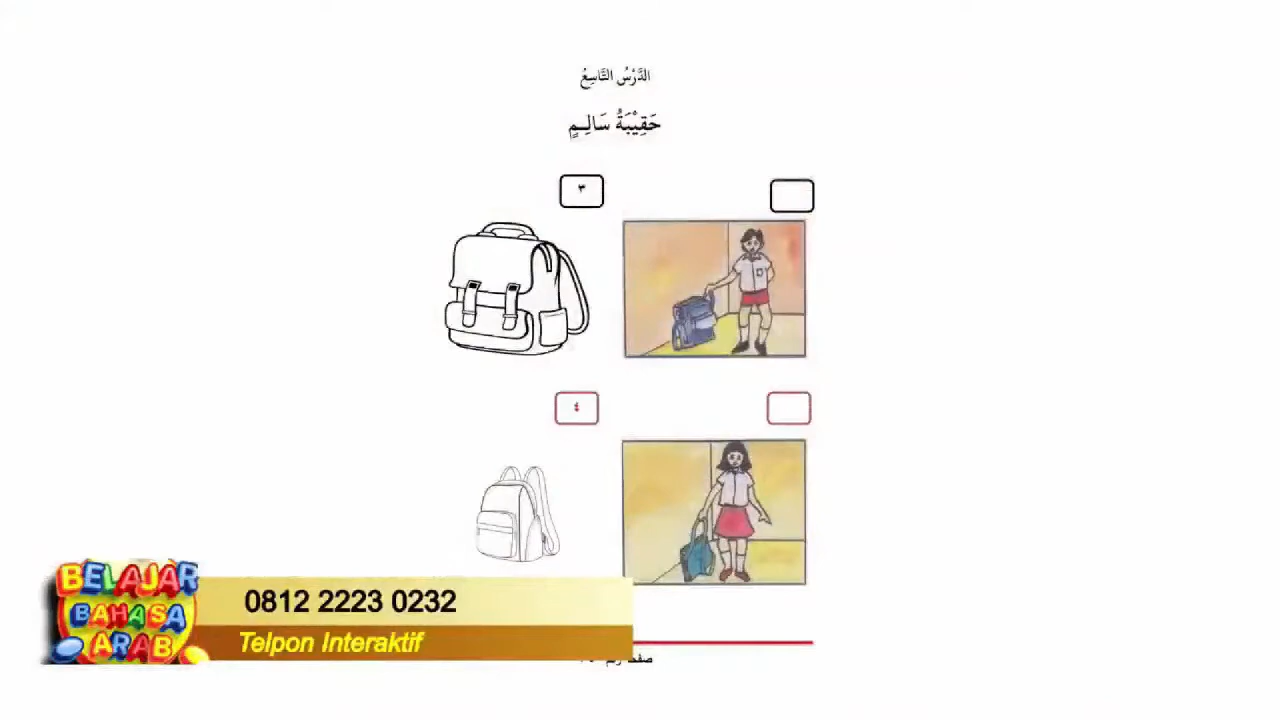 الدَّرْسُ التَّاسِعُ
حَقِيْبَةُ سَالِمٍ
٣
٤
BELAJAR
BAHASA
ARAB
0812 2223 0232
Telpon Interaktif